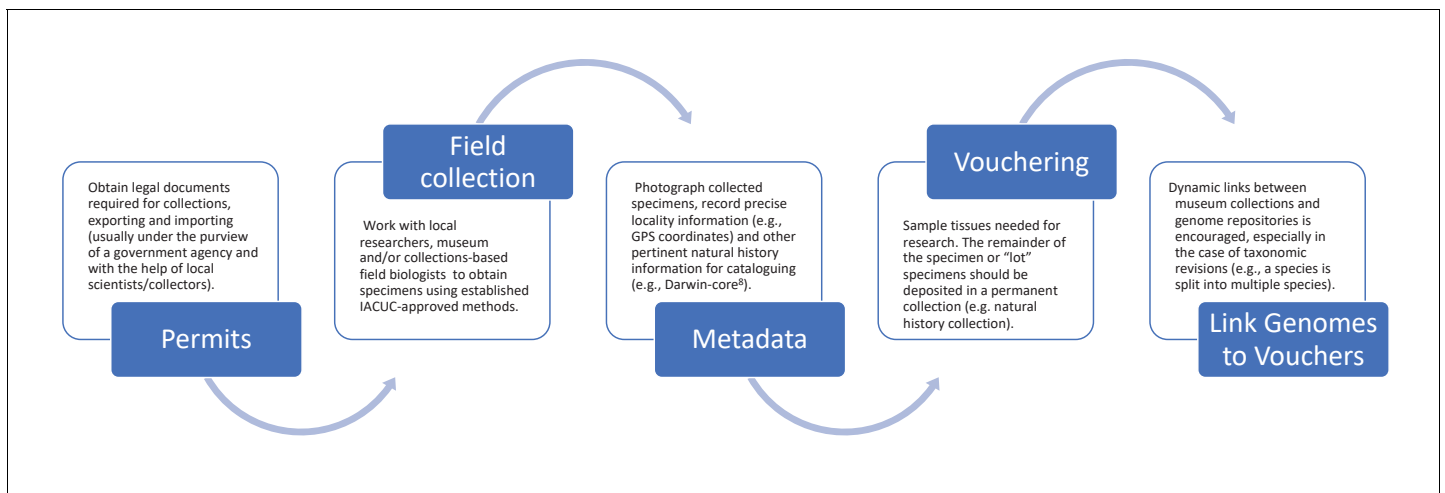 Obtain legal documents
required for collections,
exporting and importing
(usually under the purview
of a government agency and
with the help of local
scientists/collectors).
Permits
Field
collection
Work with local
researchers, museum
and/or collections-based
field biologists to obtain
specimens using established
IACUC-approved methods.
Photograph collected
specimens, record precise
locality information (e.g.,
GPS coordinates) and other
pertinent natural history
information for cataloguing
(e.g., Darwin-core⁸).
Metadata
Vouchering
Sample tissues needed for
research. The remainder of
the specimen or “lot”
specimens should be
deposited in a permanent
collection (e.g. natural
history collection).
Dynamic links between
museum collections and
genome repositories is
encouraged, especially in
the case of taxonomic
revisions (e.g., a species is
split into multiple species).
Link Genomes
to Vouchers